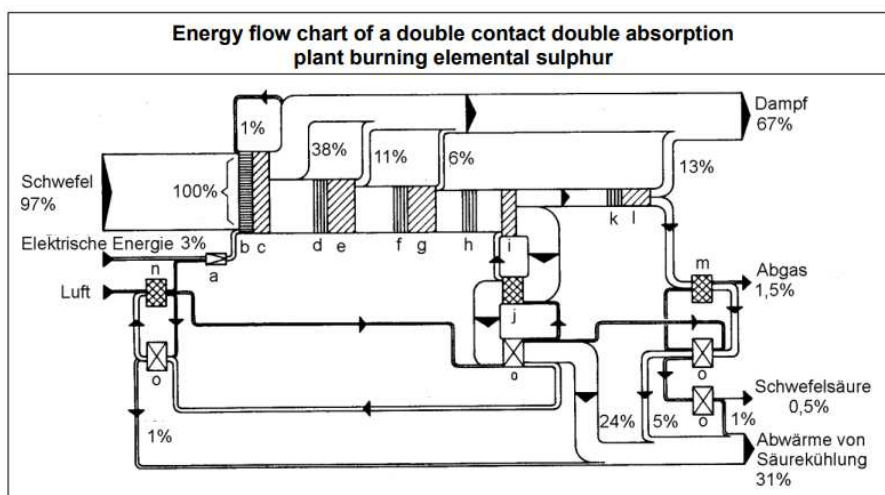 Energy flow chart of a double contact double absorption
plant burning elemental sulphur
Dampf
67%
1%
38%
11%
6%
13%
Schwefel
97%
100%
Elektrische Energie 3%
a
b
c
d
e
f
g
h
i
k
l
Luft
n
m
Abgas
1,5%
j
o
o
o
Schwefelsäure
0,5%
o
1%
24%
5%
1%
Abwärme von
Säurekühlung
31%